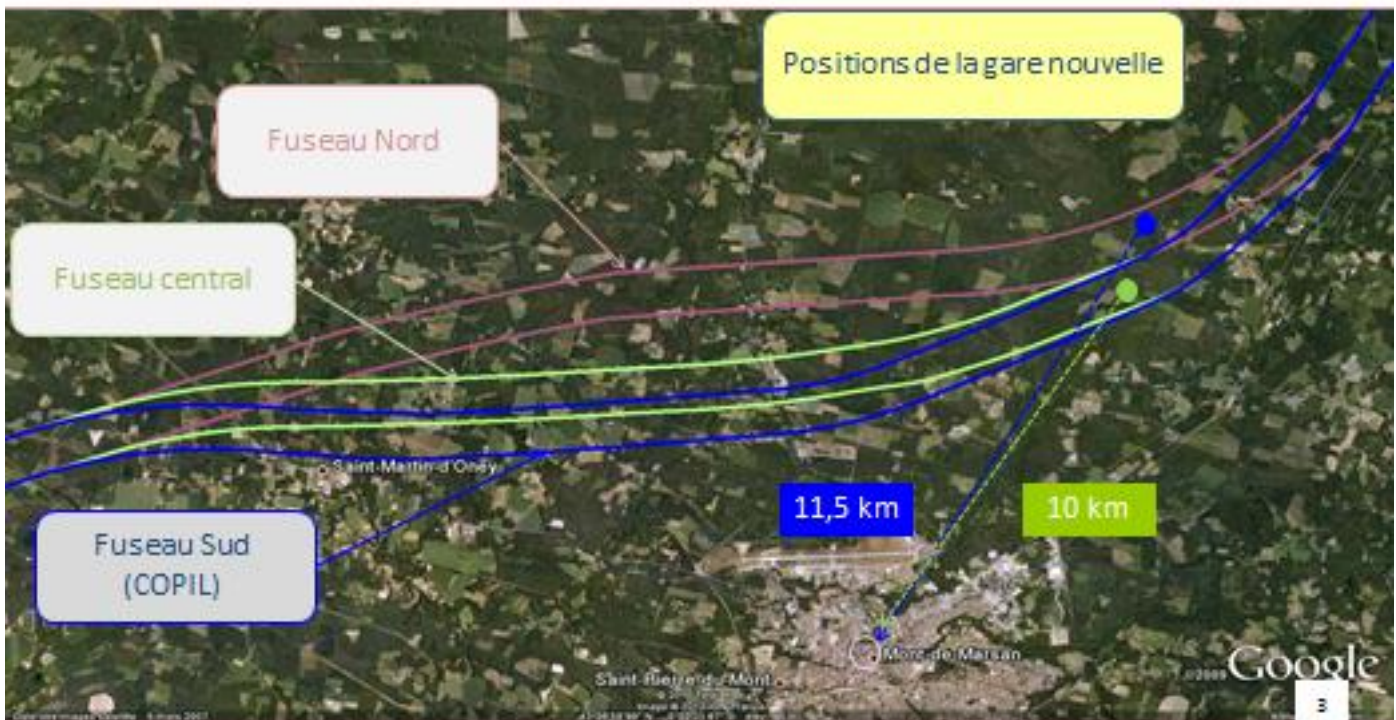 Positions de la gare nouvelle
Fuseau Nord
Fuseau central
Saint-Martin-d'Oney
11,5 km
10 km
Fuseau Sud
(COPIL)
Mont-de-Marsan
Saint-Pierre-du-Mont
©2009 Google
3